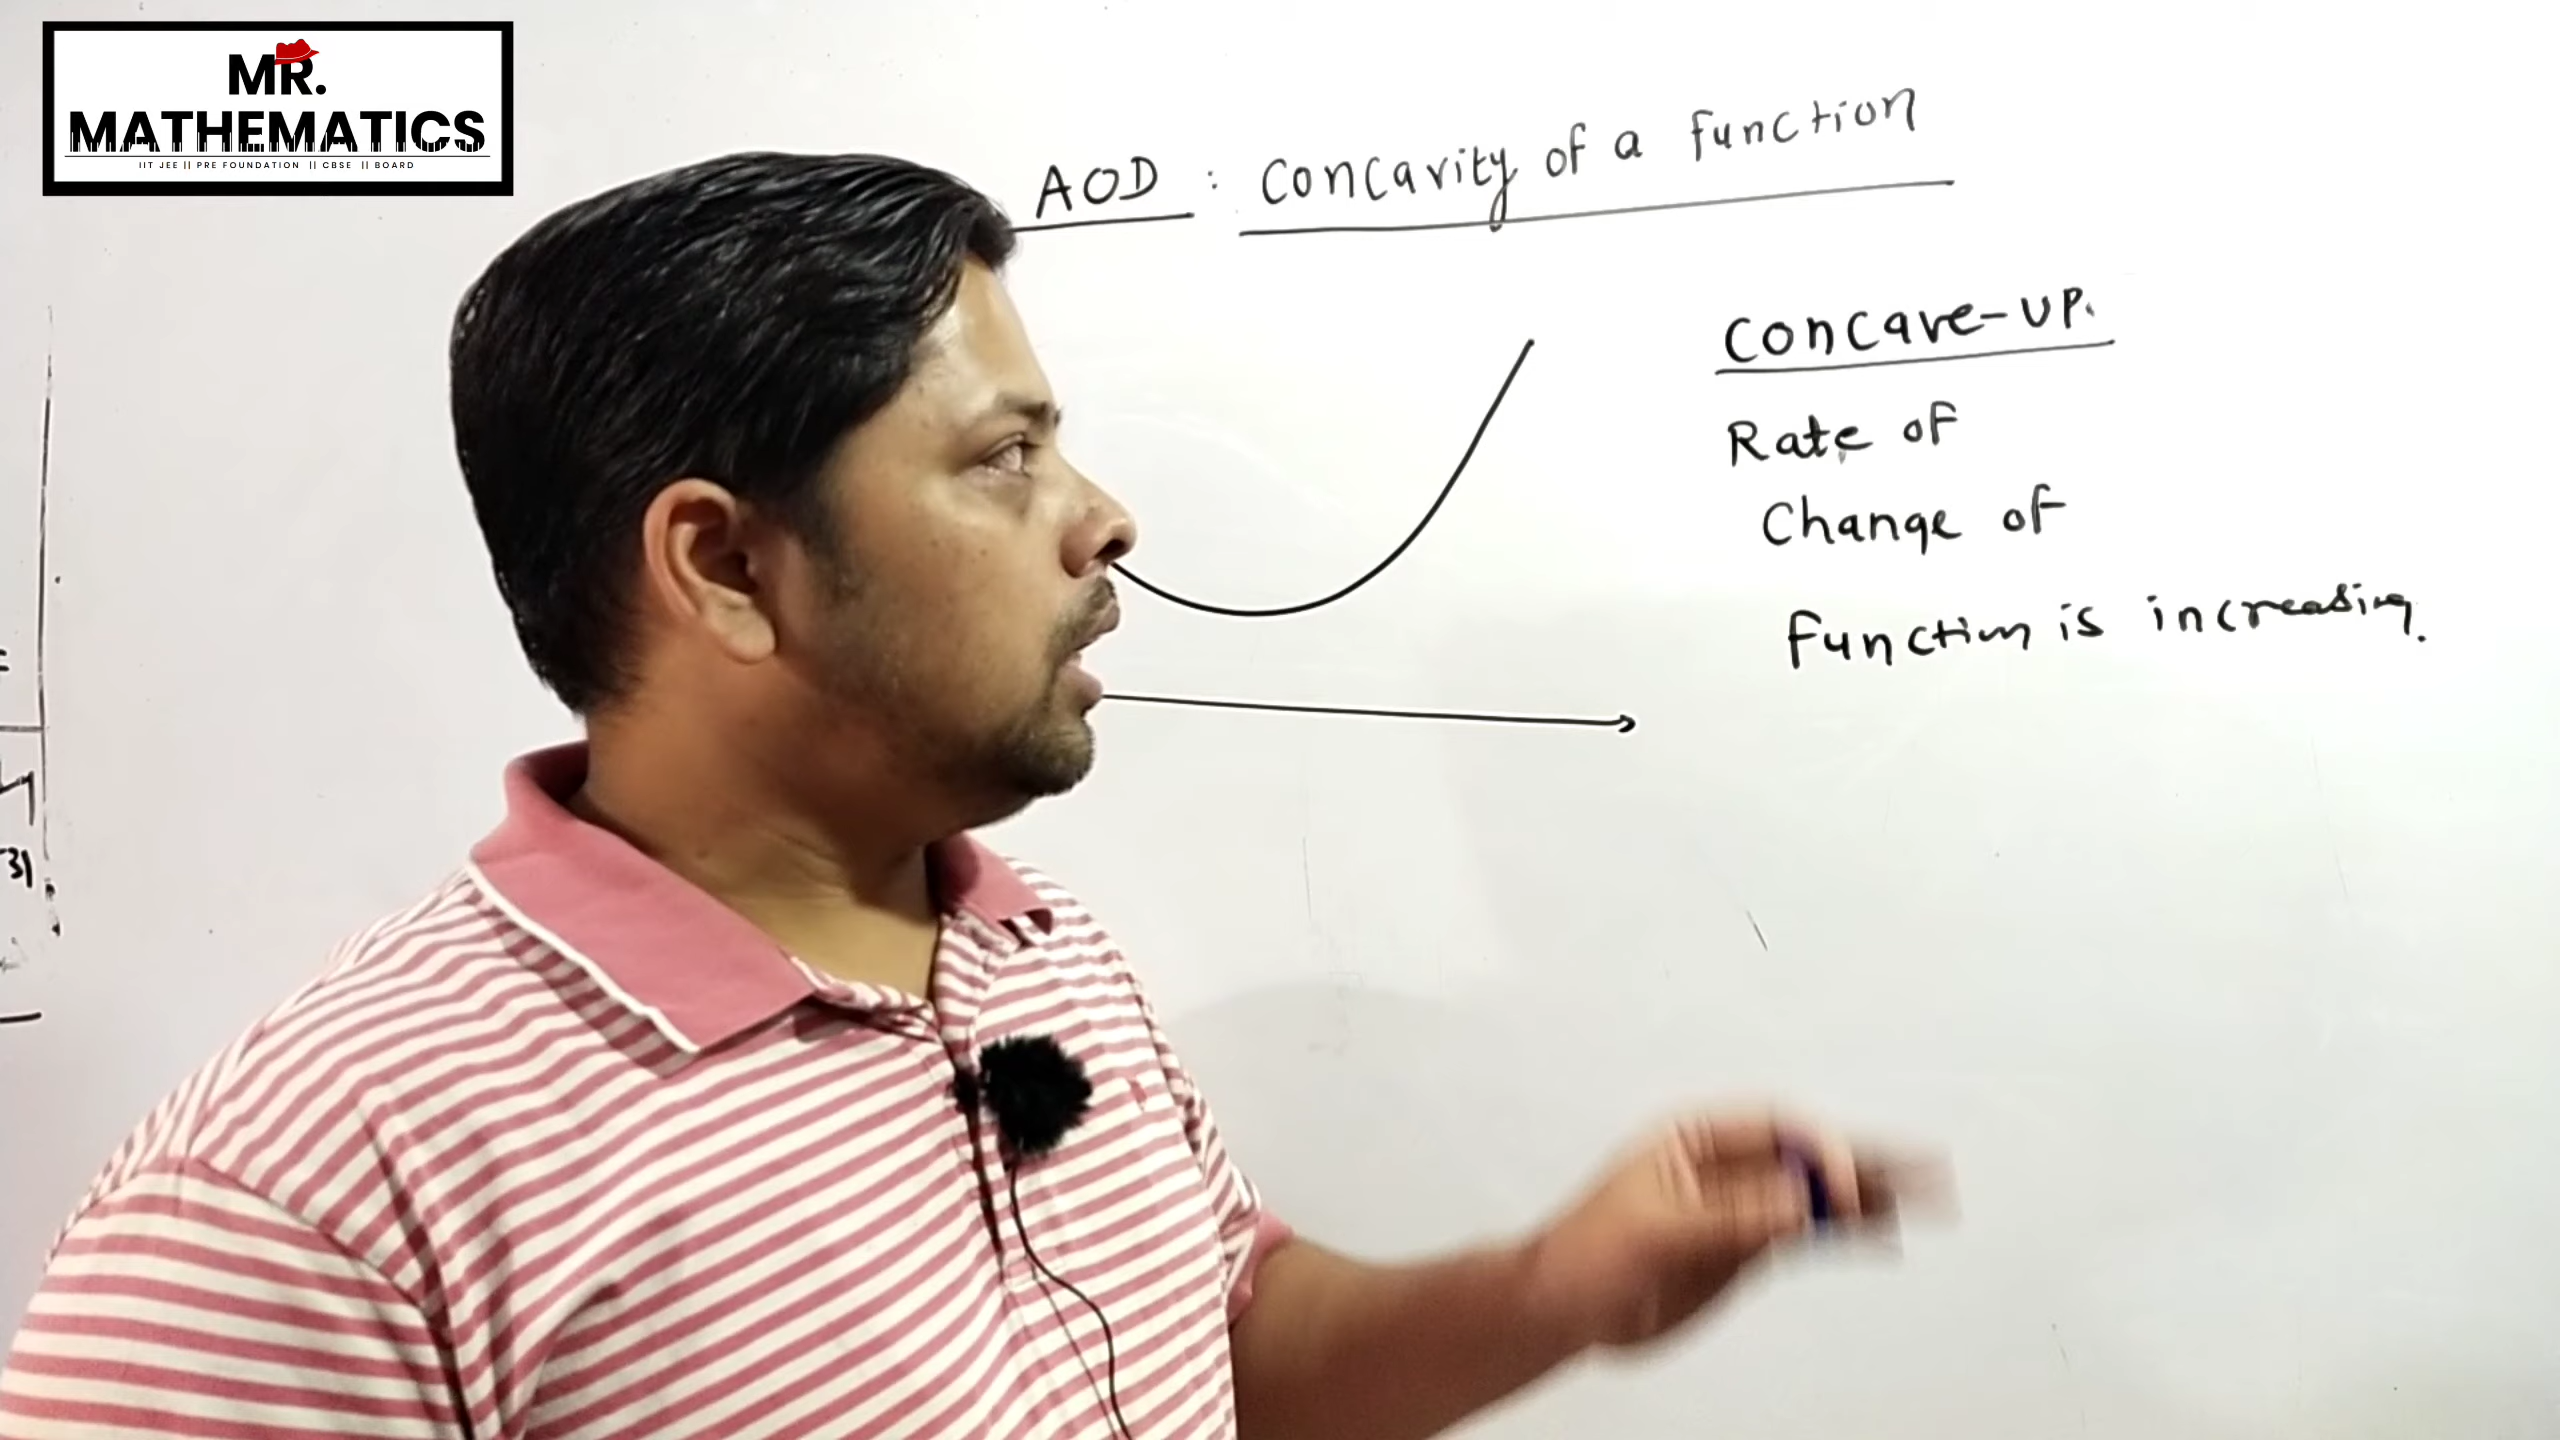 MR.
MATHEMATICS
IIT JEE || PRE FOUNDATION || CBSE || BOARD
AOD : Concavity of a function
Concave-UP.
Rate of
Change of
function is increasing.
31